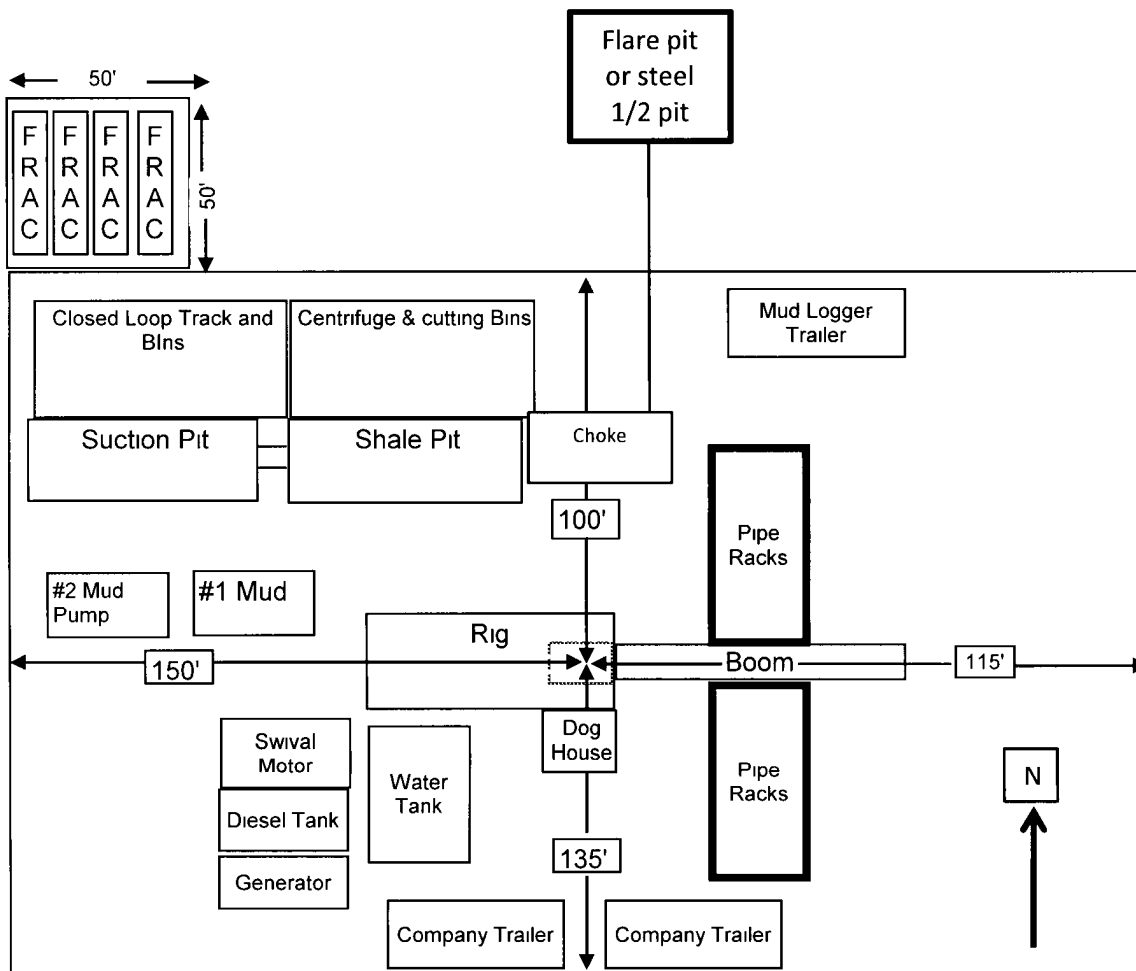 Flare pit
or steel
1/2 pit
50'
50'
FRAC
FRAC
FRAC
FRAC
Closed Loop Track and
BIns
Centrifuge & cutting Bins
Mud Logger
Trailer
Suction Pit
Shale Pit
Choke
100'
Pipe
Racks
#2 Mud
Pump
#1 Mud
Rig
150'
Boom
115'
Dog
House
Swival
Motor
Water
Tank
Pipe
Racks
N
Diesel Tank
135'
Generator
Company Trailer
Company Trailer